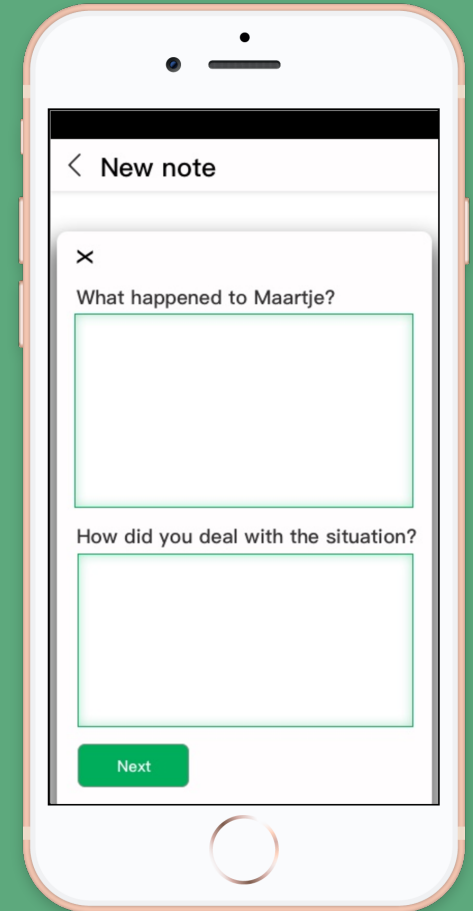 New note
What happened to Maartje?
How did you deal with the situation?
Next